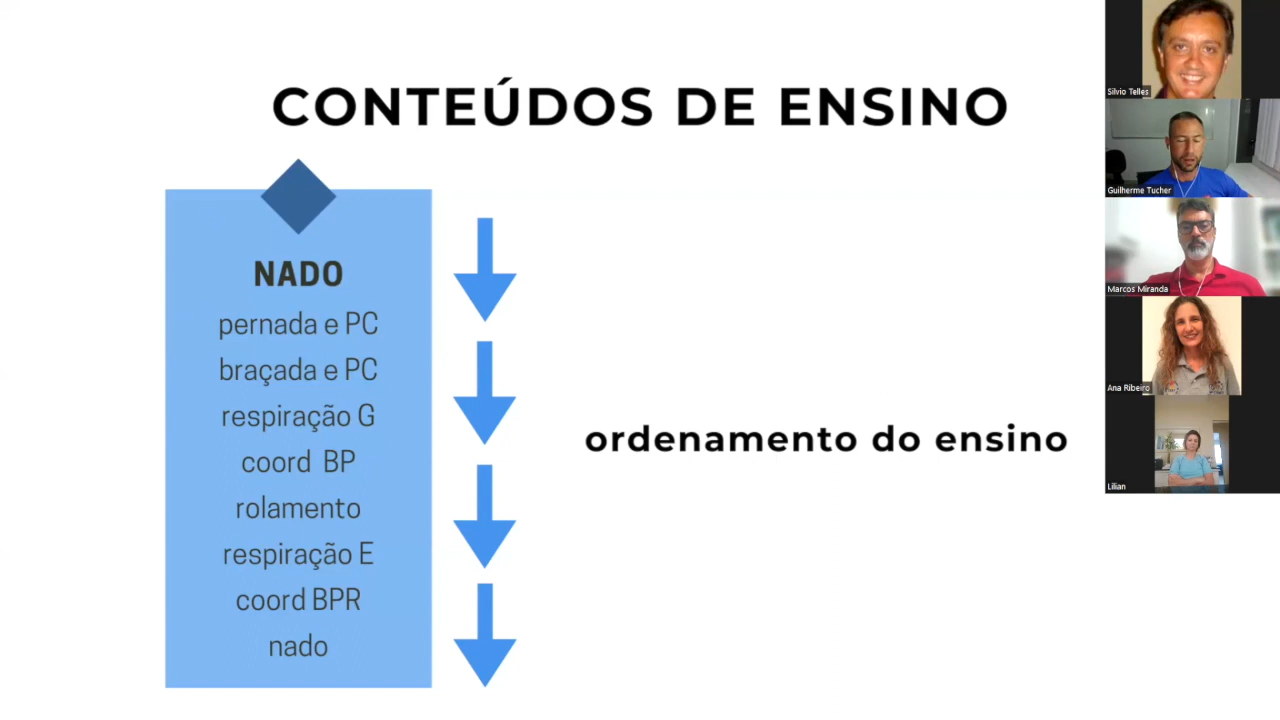 CONTEÚDOS DE ENSINO
NADO
pernada e PC
braçada e PC
respiração G
coord BP
rolamento
respiração E
coord BPR
nado
ordenamento do ensino
Silvio Telles
Guilherme Tucher
Marcos Miranda
Ana Ribeiro
Lilian